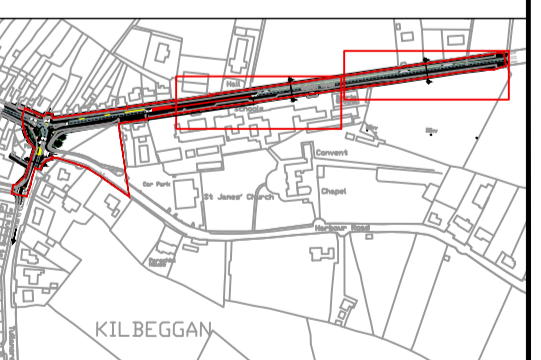 Hall
Schools
Convent
Car Park
St James' Church
Chapel
Harbour Road
KILBEGGAN